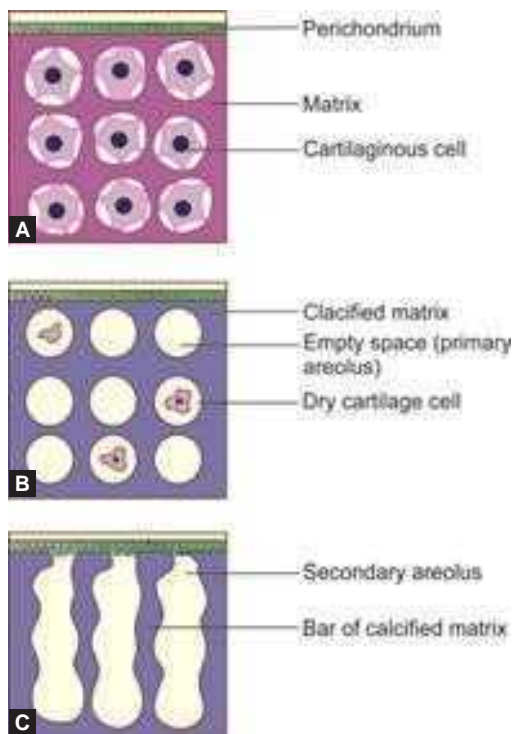 Perichondrium
Matrix
Cartilaginous cell
A
Clacified matrix
Empty space (primary
areolus)
Dry cartilage cell
B
Secondary areolus
Bar of calcified matrix
C